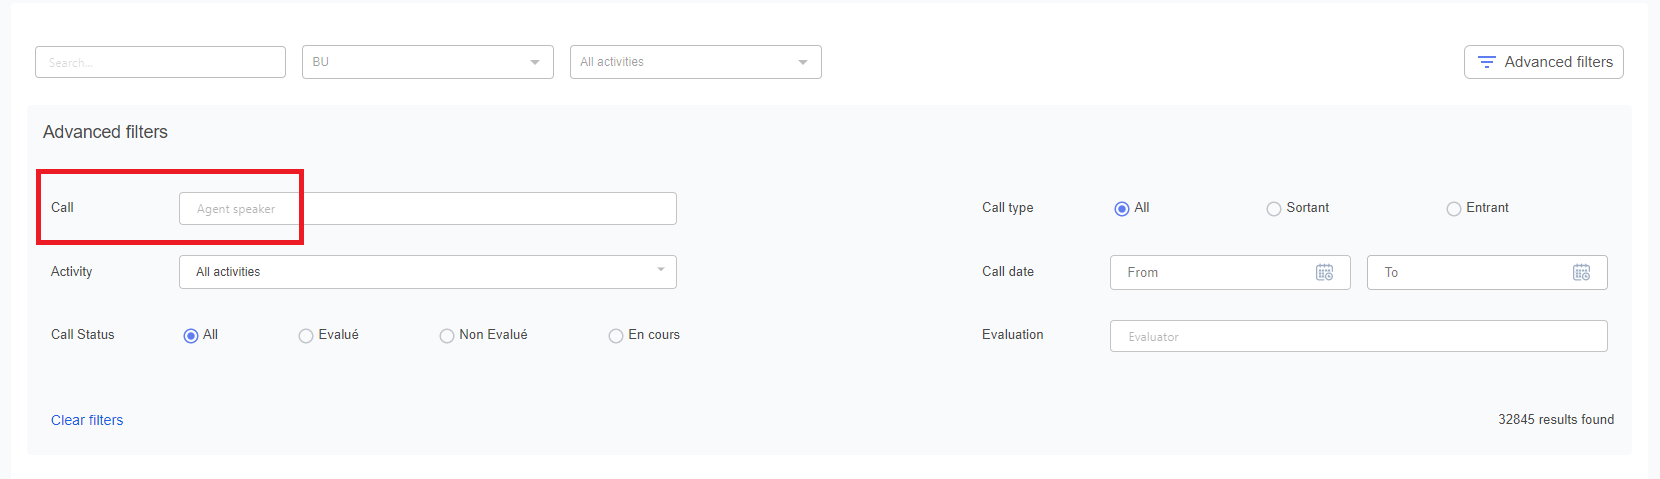 Search...
BU
All activities
Advanced filters
Advanced filters
Call
Agent speaker
Call type
All
Sortant
Entrant
Activity
All activities
Call date
From
To
Call Status
All
Evalué
Non Evalué
En cours
Evaluation
Evaluator
Clear filters
32845 results found